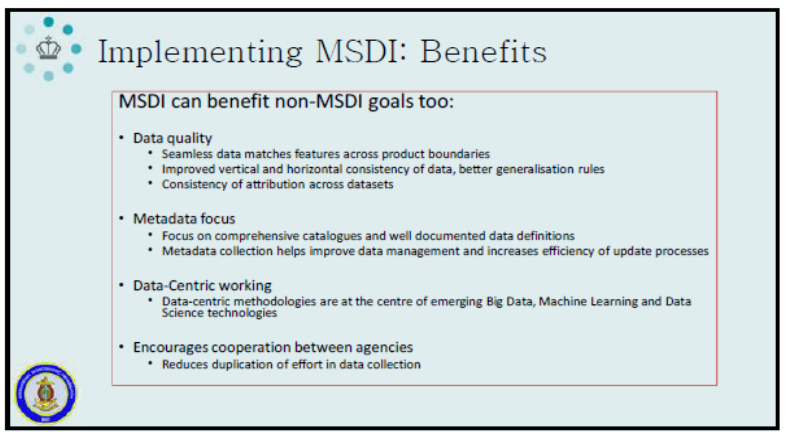 Implementing MSDI: Benefits
MSDI can benefit non-MSDI goals too:
• Data quality
• Seamless data matches features across product boundaries
• Improved vertical and horizontal consistency of data, better generalisation rules
• Consistency of attribution across datasets
• Metadata focus
• Focus on comprehensive catalogues and well documented data definitions
• Metadata collection helps improve data management and increases efficiency of update processes
• Data-Centric working
• Data-centric methodologies are at the centre of emerging Big Data, Machine Learning and Data
Science technologies
• Encourages cooperation between agencies
• Reduces duplication of effort in data collection